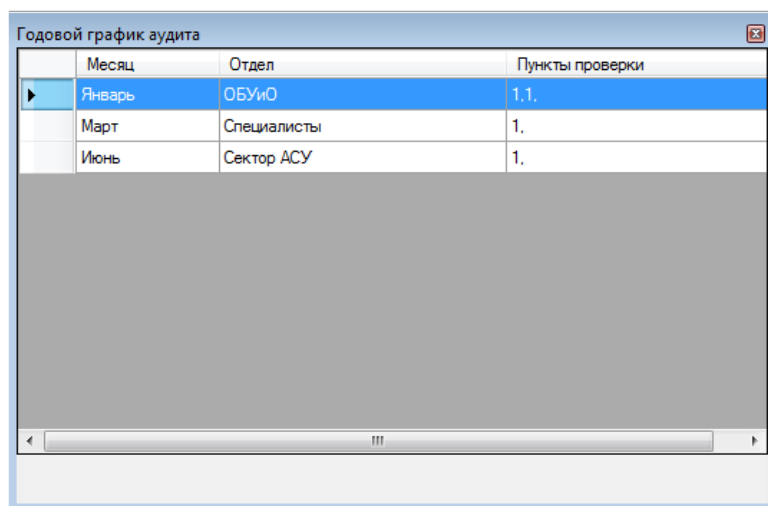 Годовой график аудита
Месяц Отдел Пункты проверки
Январь ОБУиО 1,1,
Март Специалисты 1,
Июнь Сектор АСУ 1,